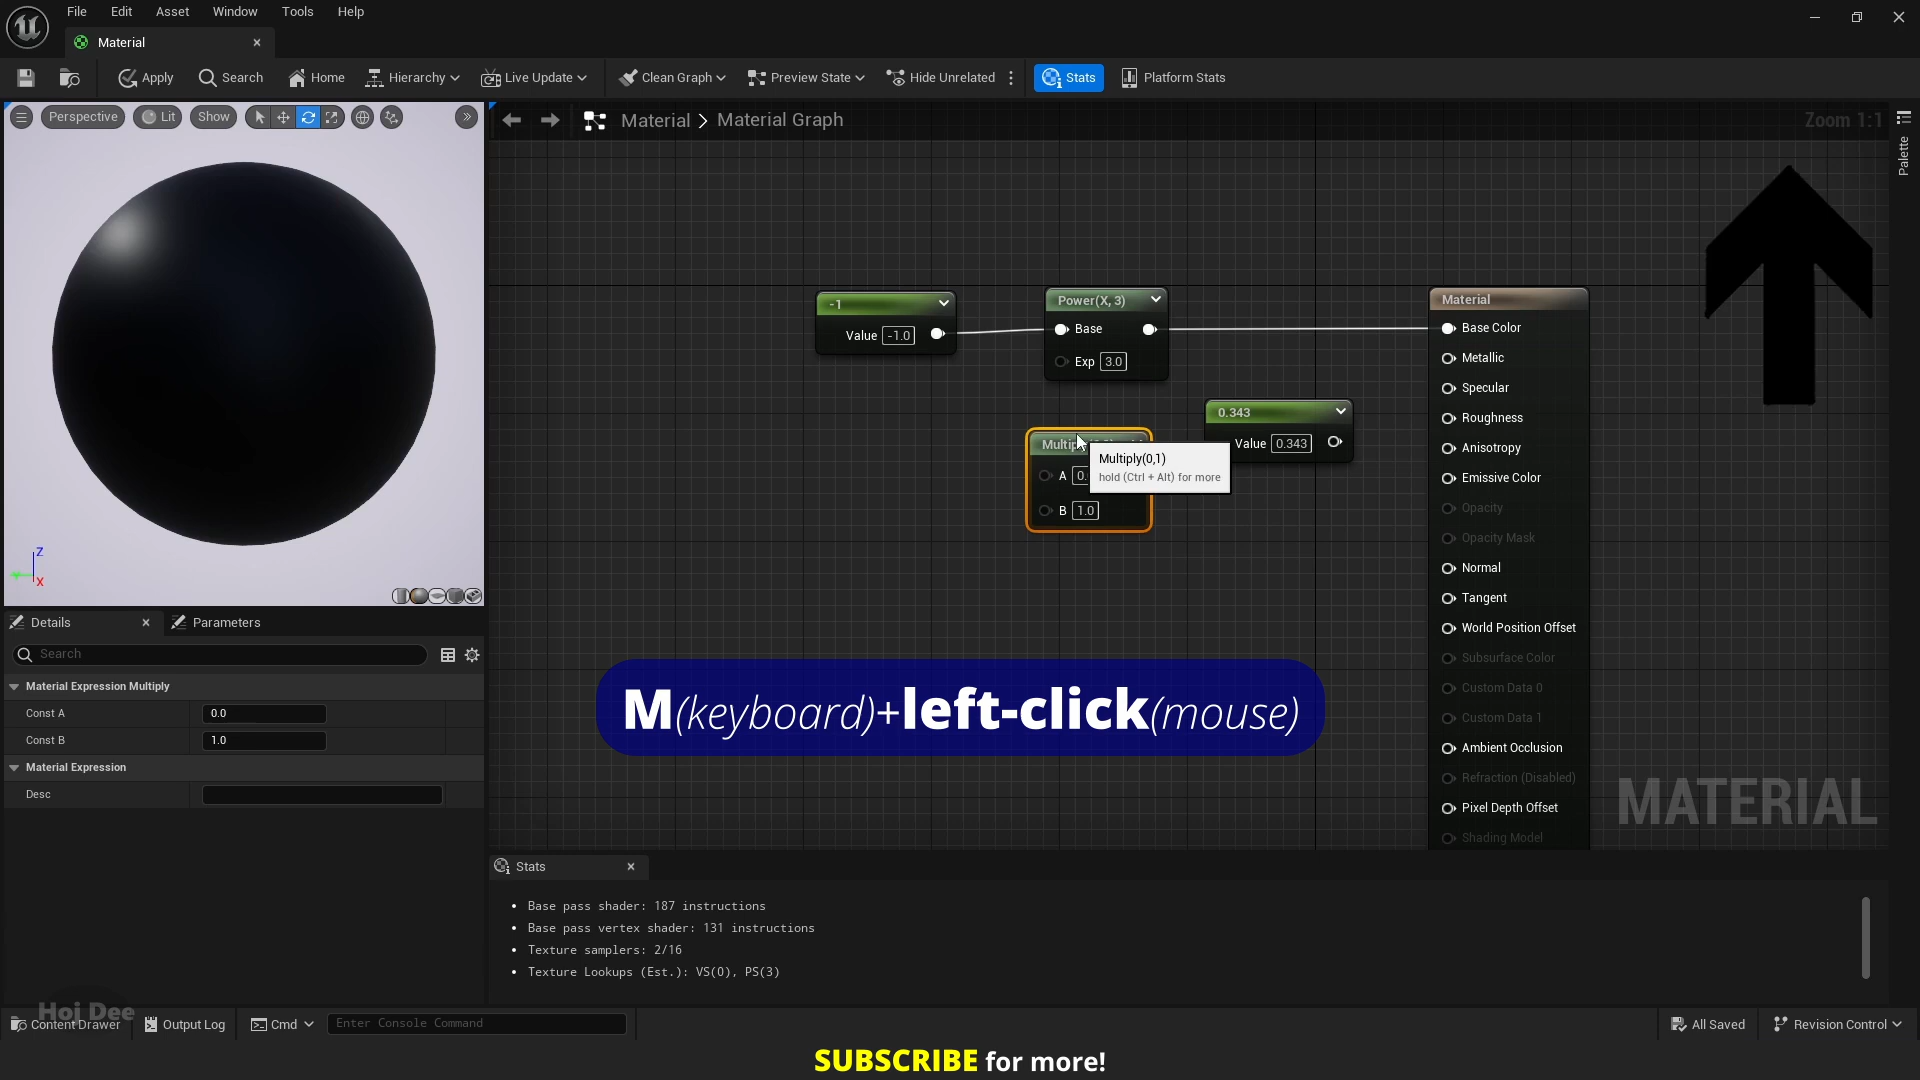 File Edit Asset Window Tools Help
Material
Apply Search Home Hierarchy Live Update Clean Graph Preview State Hide Unrelated Stats Platform Stats
Perspective Lit Show
Material > Material Graph
Zoom 1:1
Palette
-1
Value -1.0
Power(X, 3)
Base
Exp 3.0
0.343
Value 0.343
A 0.
B 1.0
Multiply(0,1)
hold (Ctrl + Alt) for more
Material
Base Color
Metallic
Specular
Roughness
Anisotropy
Emissive Color
Opacity
Opacity Mask
Normal
Tangent
World Position Offset
Subsurface Color
Custom Data 0
Custom Data 1
Ambient Occlusion
Refraction (Disabled)
Pixel Depth Offset
Shading Model
MATERIAL
Z
X
M(keyboard)+left-click(mouse)
Details Parameters
Search
Material Expression Multiply
Const A 0.0
Const B 1.0
Material Expression
Desc
Stats
• Base pass shader: 187 instructions
• Base pass vertex shader: 131 instructions
• Texture samplers: 2/16
• Texture Lookups (Est.): VS(0), PS(3)
Hoj Dee
Content Drawer Output Log Cmd Enter Console Command All Saved Revision Control
SUBSCRIBE for more!